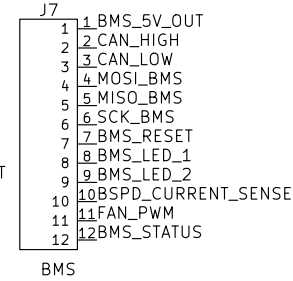 J7
1 1 BMS_5V_OUT
2 2 CAN_HIGH
3 3 CAN_LOW
4 4 MOSI_BMS
5 5 MISO_BMS
6 6 SCK_BMS
7 7 BMS_RESET
8 8 BMS_LED_1
T
9 9 BMS_LED_2
10 10 BSPD_CURRENT_SENSE
11 11 FAN_PWM
12 12 BMS_STATUS
BMS